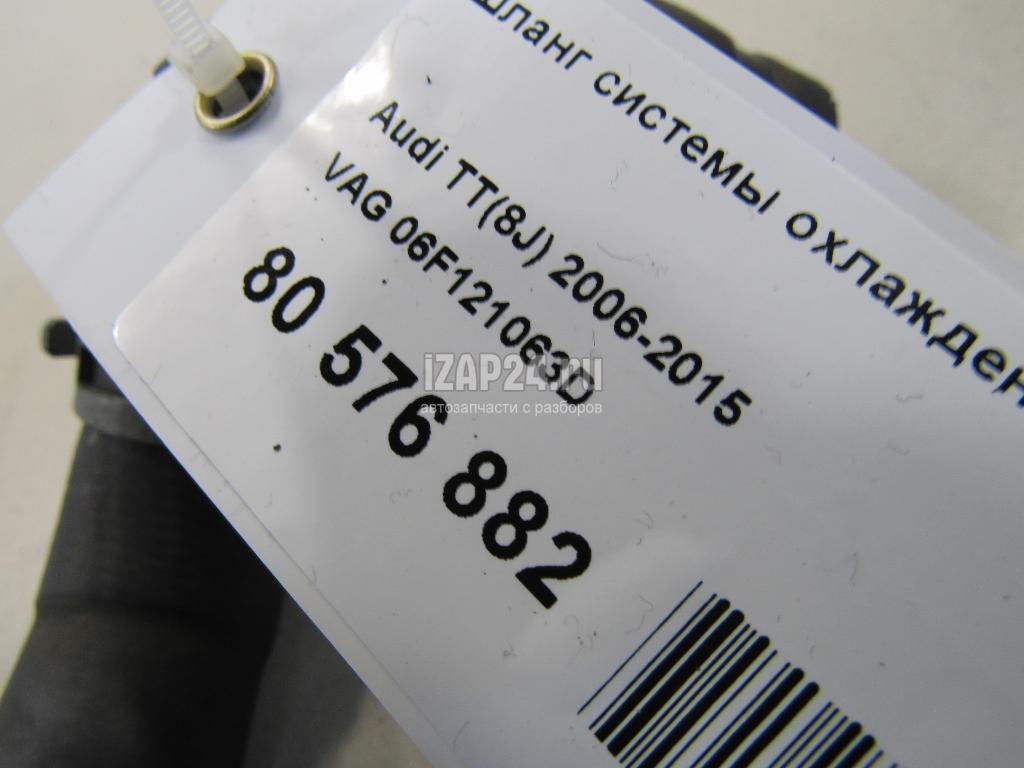 шланг системы охлажден
Audi TT(8J) 2006-2015
VAG 06F121063D
80 576 882
iZAP24.ru
автозапчасти с разборов